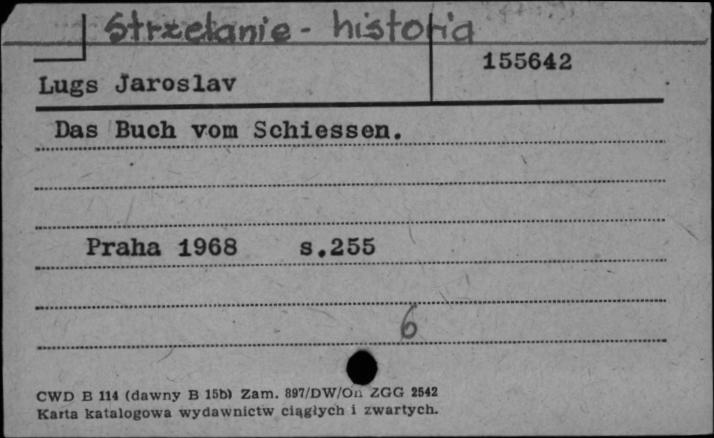 Strzelanie - historia
155642
Lugs Jaroslav
Das Buch vom Schiessen.
Praha 1968 s.255
6
CWD B 114 (dawny B 15b) Zam. 897/DW/On ZGG 2542
Karta katalogowa wydawnictw ciągłych i zwartych.